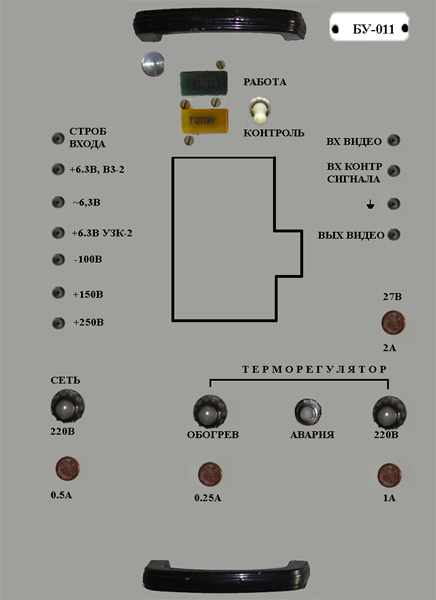 БУ-011
РАБОТА
ТОТОИ
КОНТРОЛЬ
СТРОБ
ВХОДА
+6.3В, ВЗ-2
~6,3В
+6.3В УЗК-2
-100В
+150В
+250В
ВХ ВИДЕО
ВХ КОНТР
СИГНАЛА
ВЫХ ВИДЕО
27В
2А
ТЕРМОРЕГУЛЯТОР
СЕТЬ
220В
ОБОГРЕВ
АВАРИЯ
220В
0.5А
0.25А
1А